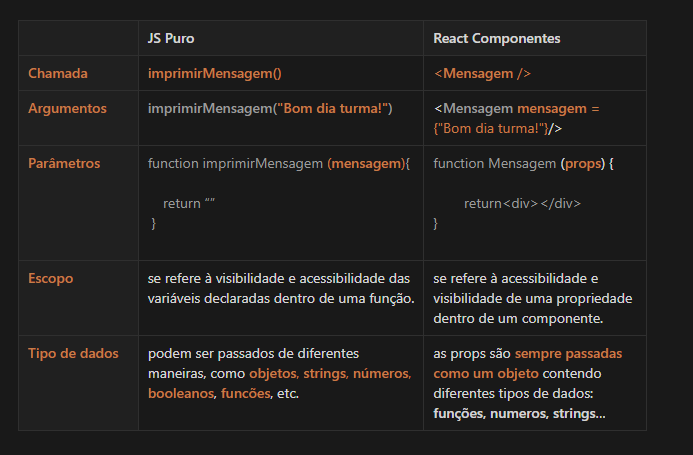 JS Puro React Componentes
Chamada imprimirMensagem() <Mensagem />
Argumentos imprimirMensagem("Bom dia turma!") <Mensagem mensagem =
{"Bom dia turma!"}/>
Parâmetros function imprimirMensagem (mensagem){ function Mensagem (props) {
return “” return<div></div>
} }
Escopo se refere à visibilidade e acessibilidade das se refere à acessibilidade e
variáveis declaradas dentro de uma função. visibilidade de uma propriedade
dentro de um componente.
Tipo de dados podem ser passados de diferentes as props são sempre passadas
maneiras, como objetos, strings, números, como um objeto contendo
booleanos, funcões, etc. diferentes tipos de dados:
funções, numeros, strings...